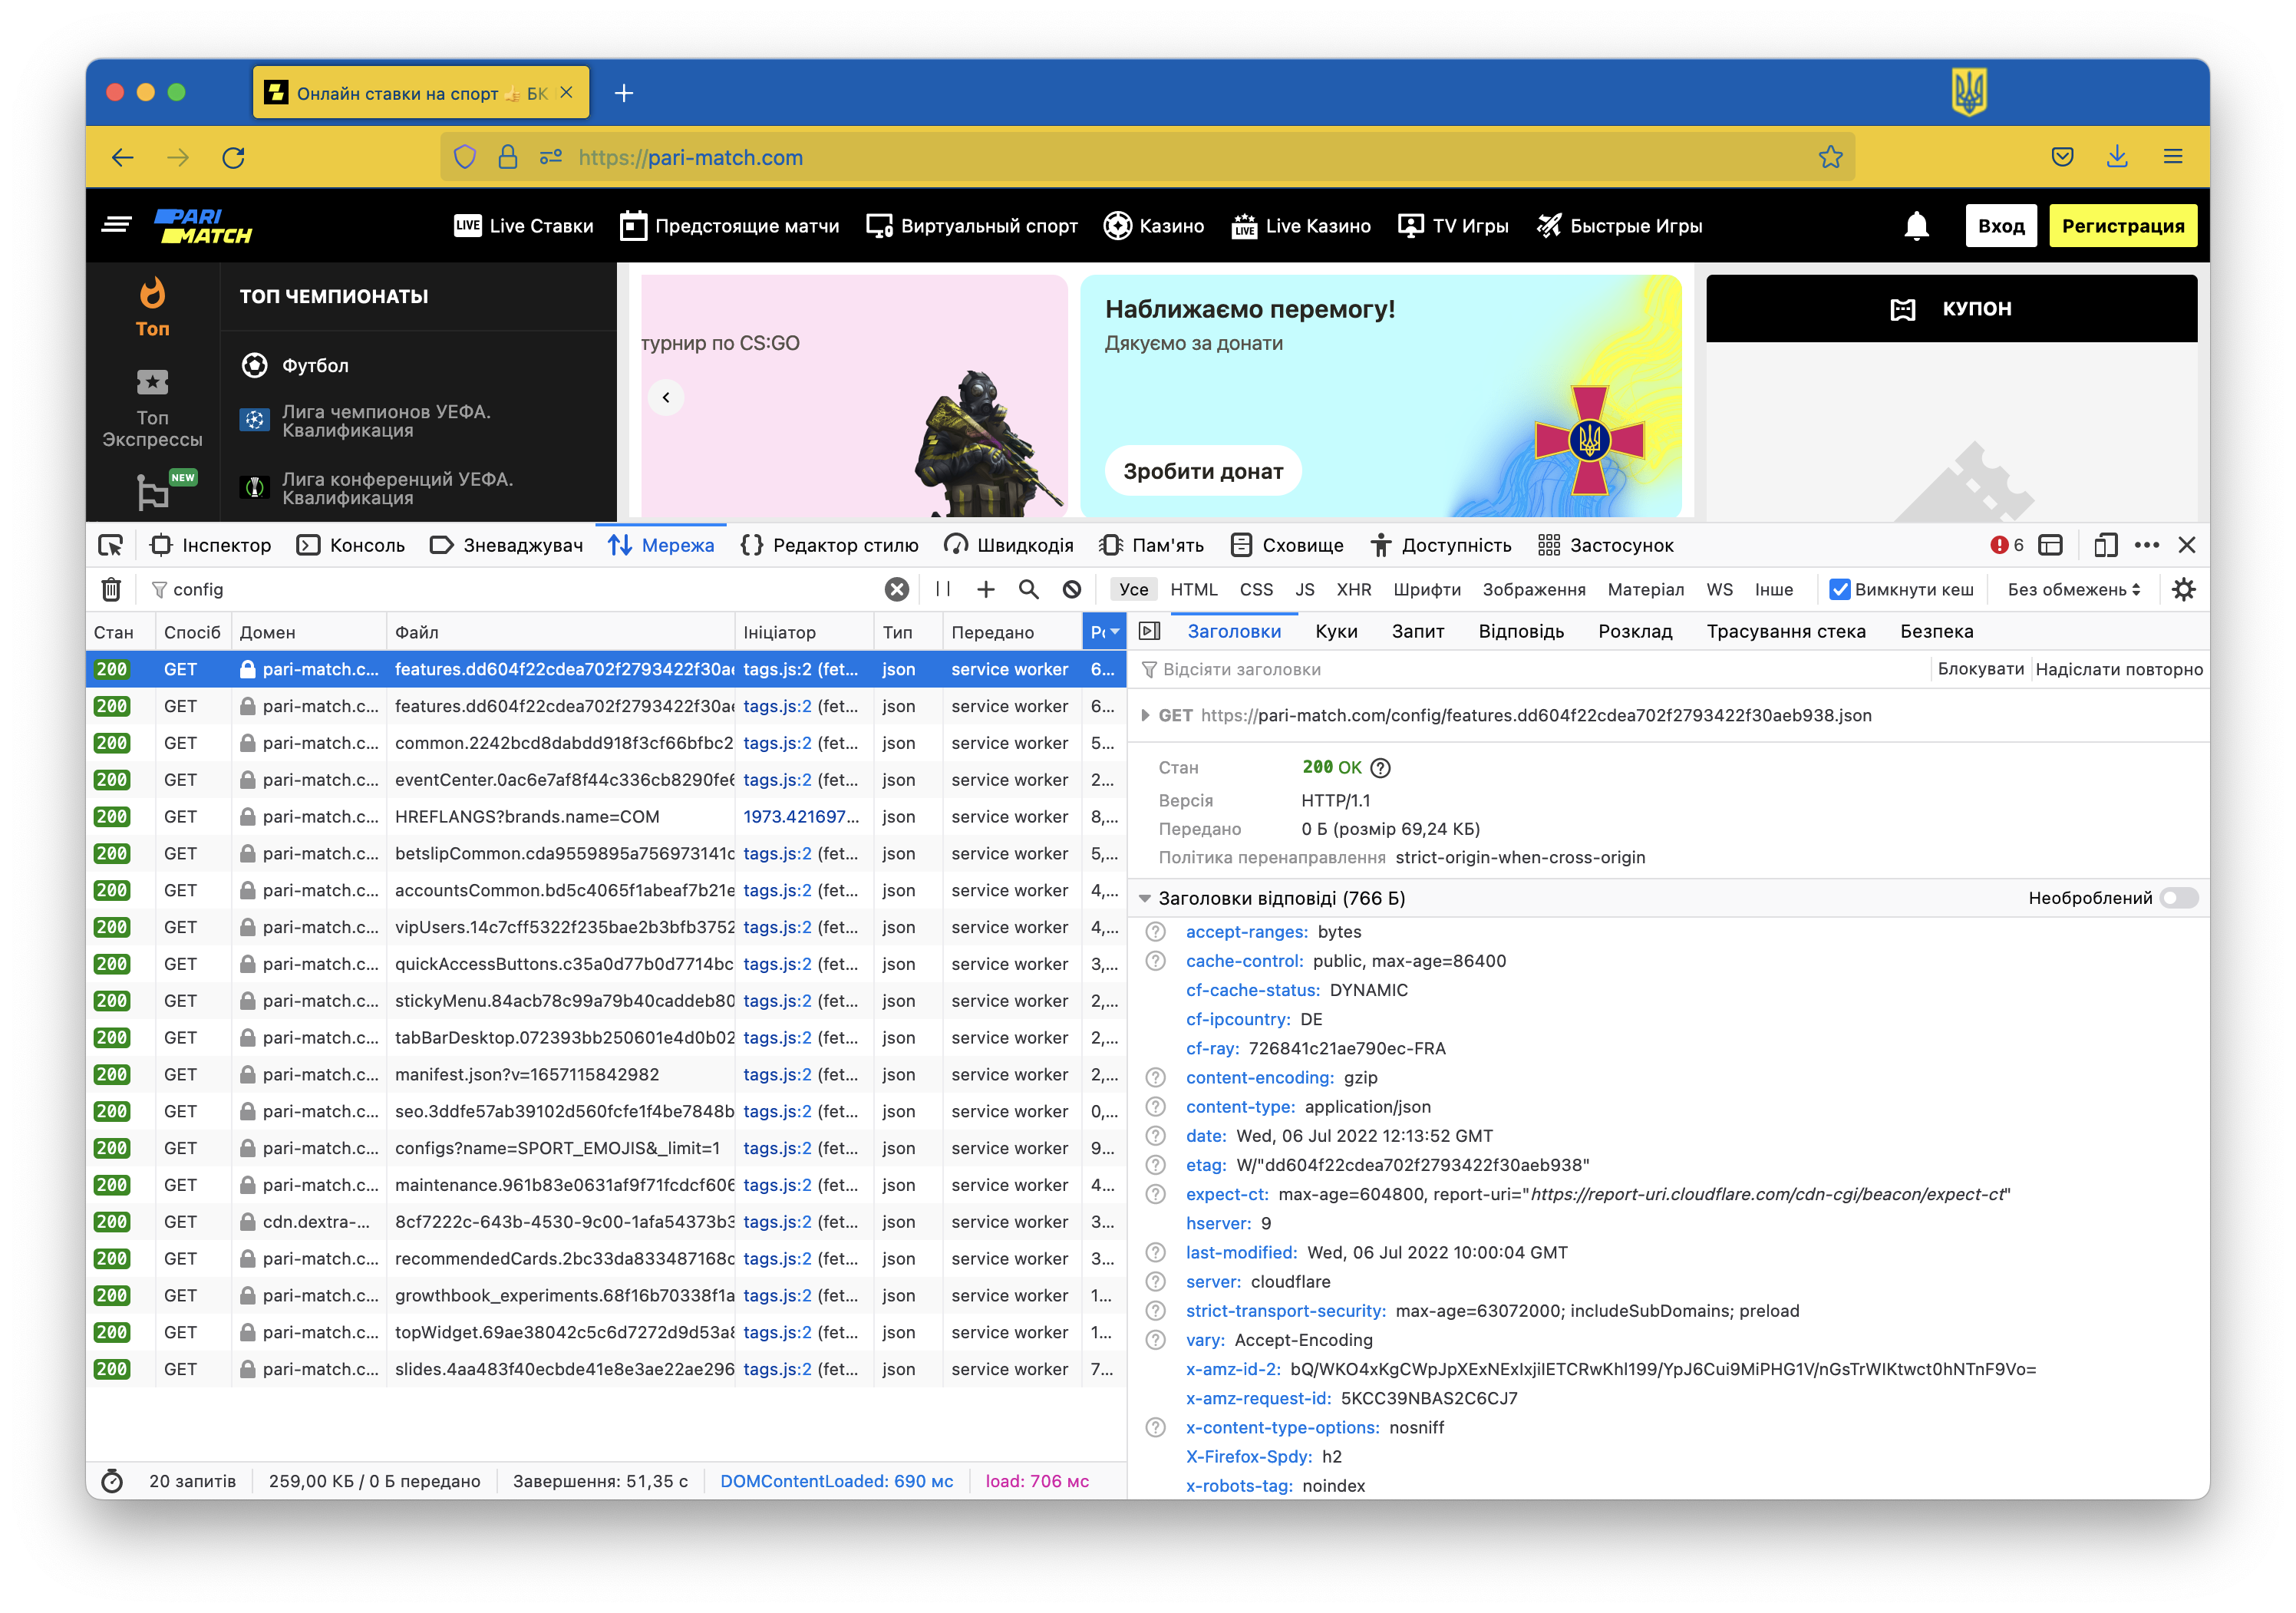 Онлайн ставки на спорт 👍 БК
https://pari-match.com
PARI MATCH
LIVE Live Ставки
Предстоящие матчи
Виртуальный спорт
Казино
LIVE Live Казино
TV Игры
Быстрые Игры
Вход
Регистрация
Топ
Топ
Экспрессы
NEW
ТОП ЧЕМПИОНАТЫ
Футбол
Лига чемпионов УЕФА.
Квалификация
Лига конференций УЕФА.
Квалификация
турнир по CS:GO
Наближаємо перемогу!
Дякуємо за донати
Зробити донат
КУПОН
Інспектор Консоль Зневаджувач Мережа Редактор стилю Швидкодія Пам'ять Сховище Доступність Застосунок 6
config
Усе HTML CSS JS XHR Шрифти Зображення Матеріал WS Інше Вимкнути кеш Без обмежень
Стан Спосіб Домен Файл Ініціатор Тип Передано
200 GET pari-match.c... features.dd604f22cdea702f2793422f30ae tags.js:2 (fet... json service worker 6...
200 GET pari-match.c... features.dd604f22cdea702f2793422f30ae tags.js:2 (fet... json service worker 6...
200 GET pari-match.c... common.2242bcd8dabdd918f3cf66bfbc2 tags.js:2 (fet... json service worker 5...
200 GET pari-match.c... eventCenter.0ac6e7af8f44c336cb8290fe6 tags.js:2 (fet... json service worker 2...
200 GET pari-match.c... HREFLANGS?brands.name=COM 1973.421697... json service worker 8,...
200 GET pari-match.c... betslipCommon.cda9559895a756973141c tags.js:2 (fet... json service worker 5,...
200 GET pari-match.c... accountsCommon.bd5c4065f1abeaf7b21e tags.js:2 (fet... json service worker 4,...
200 GET pari-match.c... vipUsers.14c7cff5322f235bae2b3bfb3752 tags.js:2 (fet... json service worker 4,...
200 GET pari-match.c... quickAccessButtons.c35a0d77b0d7714bc tags.js:2 (fet... json service worker 3,...
200 GET pari-match.c... stickyMenu.84acb78c99a79b40caddeb80 tags.js:2 (fet... json service worker 2,...
200 GET pari-match.c... tabBarDesktop.072393bb250601e4d0b02 tags.js:2 (fet... json service worker 2,...
200 GET pari-match.c... manifest.json?v=1657115842982 tags.js:2 (fet... json service worker 2,...
200 GET pari-match.c... seo.3ddfe57ab39102d560fcfe1f4be7848b tags.js:2 (fet... json service worker 0,...
200 GET pari-match.c... configs?name=SPORT_EMOJIS&_limit=1 tags.js:2 (fet... json service worker 9...
200 GET pari-match.c... maintenance.961b83e0631af9f71fcdcf606 tags.js:2 (fet... json service worker 4...
200 GET cdn.dextra-... 8cf7222c-643b-4530-9c00-1afa54373b3 tags.js:2 (fet... json service worker 3...
200 GET pari-match.c... recommendedCards.2bc33da833487168c tags.js:2 (fet... json service worker 3...
200 GET pari-match.c... growthbook_experiments.68f16b70338f1a tags.js:2 (fet... json service worker 1...
200 GET pari-match.c... topWidget.69ae38042c5c6d7272d9d53a8 tags.js:2 (fet... json service worker 1...
200 GET pari-match.c... slides.4aa483f40ecbde41e8e3ae22ae296 tags.js:2 (fet... json service worker 7...
20 запитів 259,00 КБ / 0 Б передано Завершення: 51,35 с DOMContentLoaded: 690 мс load: 706 мс
Заголовки Куки Запит Відповідь Розклад Трасування стека Безпека
Відсіяти заголовки Блокувати Надіслати повторно
GET https://pari-match.com/config/features.dd604f22cdea702f2793422f30aeb938.json
Стан 200 OK
Версія HTTP/1.1
Передано 0 Б (розмір 69,24 КБ)
Політика перенаправлення strict-origin-when-cross-origin
Заголовки відповіді (766 Б) Необроблений
accept-ranges: bytes
cache-control: public, max-age=86400
cf-cache-status: DYNAMIC
cf-ipcountry: DE
cf-ray: 726841c21ae790ec-FRA
content-encoding: gzip
content-type: application/json
date: Wed, 06 Jul 2022 12:13:52 GMT
etag: W/"dd604f22cdea702f2793422f30aeb938"
expect-ct: max-age=604800, report-uri="https://report-uri.cloudflare.com/cdn-cgi/beacon/expect-ct"
hserver: 9
last-modified: Wed, 06 Jul 2022 10:00:04 GMT
server: cloudflare
strict-transport-security: max-age=63072000; includeSubDomains; preload
vary: Accept-Encoding
x-amz-id-2:
x-amz-request-id: 5KCC39NBAS2C6CJ7
x-content-type-options: nosniff
X-Firefox-Spdy: h2
x-robots-tag: noindex